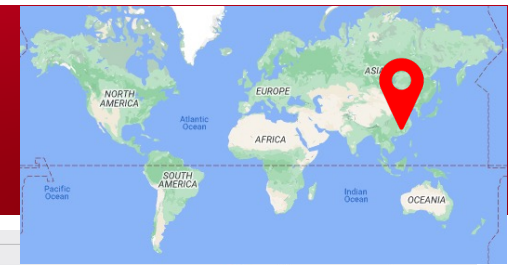 ASIA
EUROPE
NORTH
AMERICA
Atlantic
Ocean
AFRICA
SOUTH
AMERICA
Pacific
Ocean
Indian
Ocean
OCEANIA